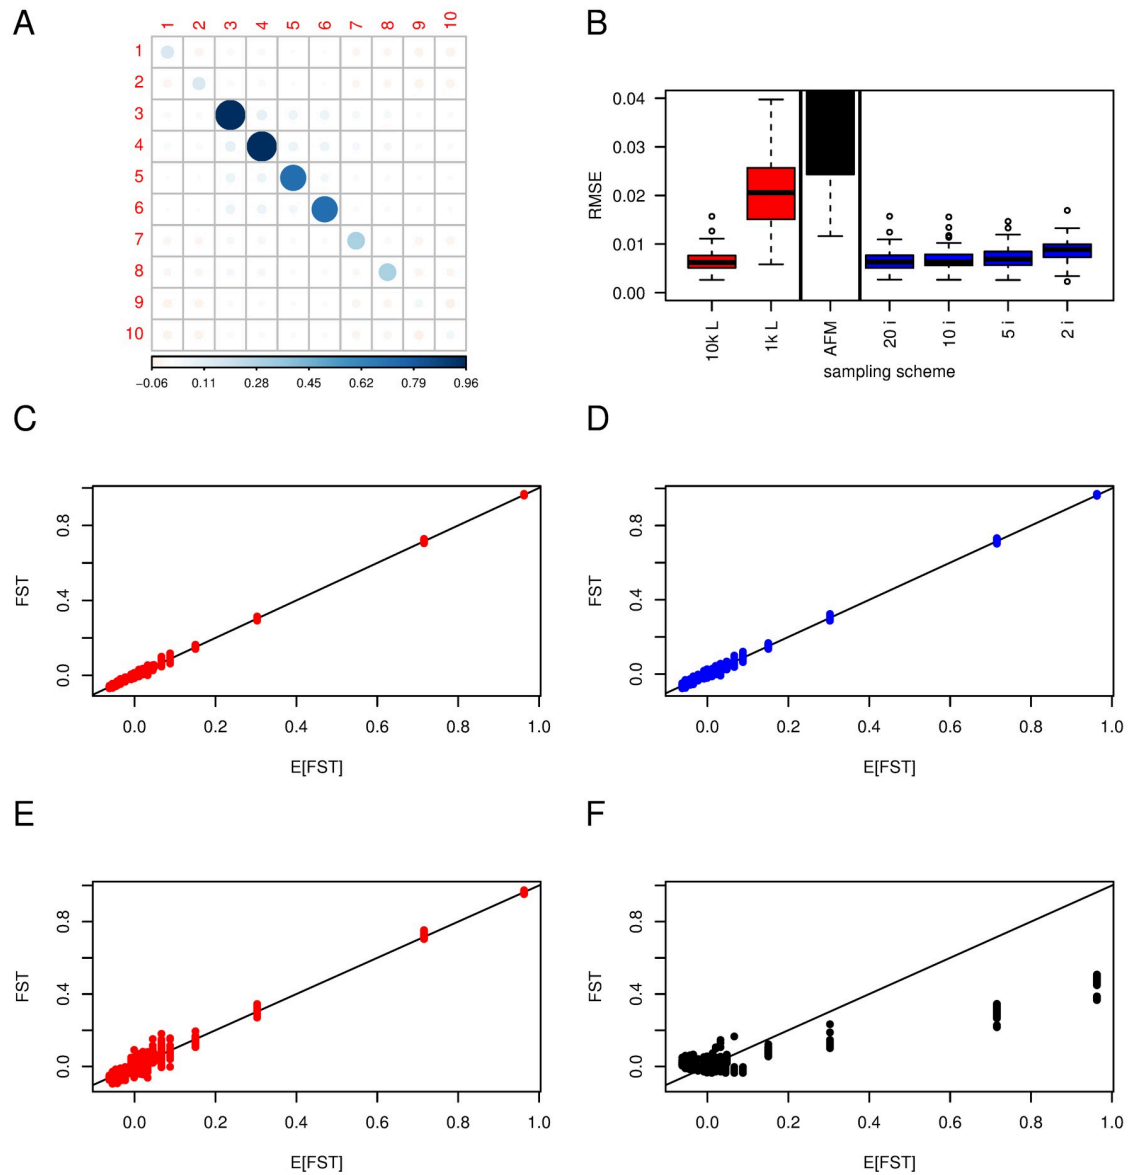 A
1 2 3 4 5 6 7 8 9 10
1
2
3
4
5
6
7
8
9
10
−0.06 0.11 0.28 0.45 0.62 0.79 0.96
B
RMSE
0.04
0.03
0.02
0.01
0.00
10k L 1k L AFM 20 i 10 i 5 i 2 i
sampling scheme
C
FST
0.8
0.4
0.0
0.0 0.2 0.4 0.6 0.8 1.0
E[FST]
D
FST
0.8
0.4
0.0
0.0 0.2 0.4 0.6 0.8 1.0
E[FST]
E
FST
0.8
0.4
0.0
0.0 0.2 0.4 0.6 0.8 1.0
E[FST]
F
FST
0.8
0.4
0.0
0.0 0.2 0.4 0.6 0.8 1.0
E[FST]